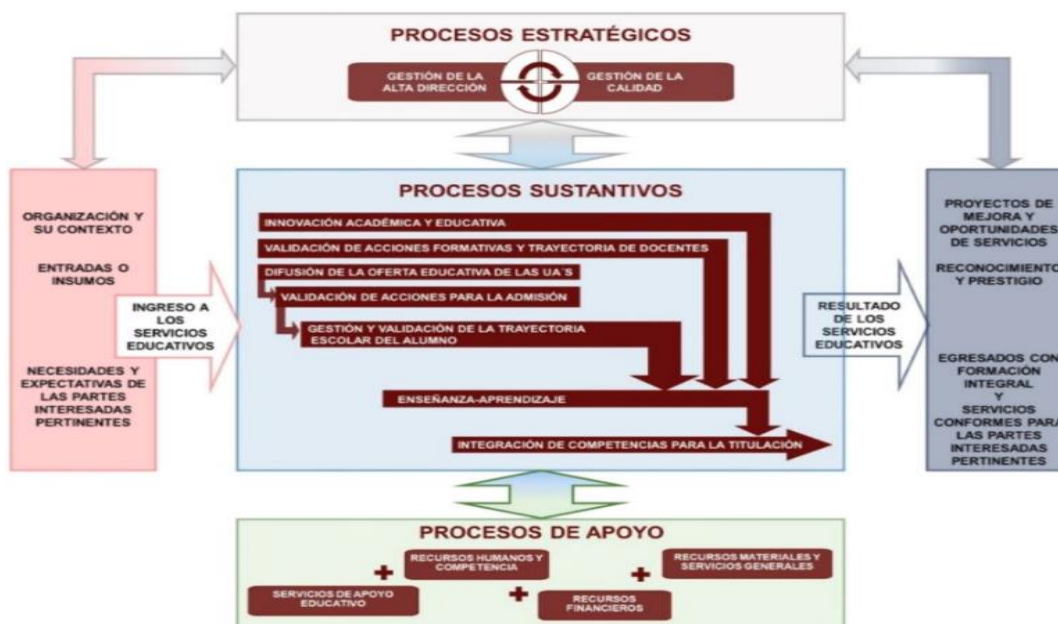 PROCESOS ESTRATÉGICOS
GESTIÓN DE LA
ALTA DIRECCIÓN
GESTIÓN DE LA
CALIDAD
ORGANIZACIÓN Y
SU CONTEXTO
ENTRADAS O
INSUMOS
NECESIDADES Y
EXPECTATIVAS DE
LAS PARTES
INTERESADAS
PERTINENTES
INGRESO A
LOS
SERVICIOS
EDUCATIVOS
PROCESOS SUSTANTIVOS
INNOVACIÓN ACADÉMICA Y EDUCATIVA
VALIDACIÓN DE ACCIONES FORMATIVAS Y TRAYECTORIA DE DOCENTES
DIFUSIÓN DE LA OFERTA EDUCATIVA DE LAS UA´S
VALIDACIÓN DE ACCIONES PARA LA ADMISIÓN
GESTIÓN Y VALIDACIÓN DE LA TRAYECTORIA
ESCOLAR DEL ALUMNO
ENSEÑANZA-APRENDIZAJE
INTEGRACIÓN DE COMPETENCIAS PARA LA TITULACIÓN
RESULTADO
DE LOS
SERVICIOS
EDUCATIVOS
PROYECTOS DE
MEJORA Y
OPORTUNIDADES
DE SERVICIOS
RECONOCIMIENTO
Y PRESTIGIO
EGRESADOS CON
FORMACIÓN
INTEGRAL
Y
SERVICIOS
CONFORMES PARA
LAS PARTES
INTERESADAS
PERTINENTES
PROCESOS DE APOYO
SERVICIOS DE APOYO
EDUCATIVO
RECURSOS HUMANOS Y
COMPETENCIA
RECURSOS
FINANCIEROS
RECURSOS MATERIALES Y
SERVICIOS GENERALES